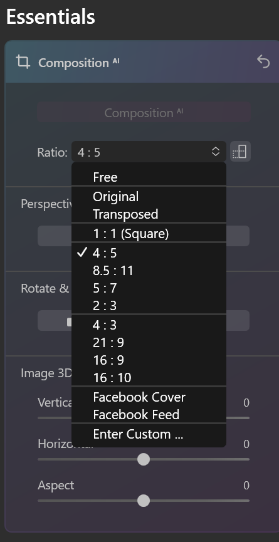 Essentials
Composition AI
Composition AI
Ratio: 4 : 5
Free
Original
Transposed
1 : 1 (Square)
4 : 5
8.5 : 11
5 : 7
2 : 3
4 : 3
21 : 9
16 : 9
16 : 10
Facebook Cover
Facebook Feed
Enter Custom ...
Perspectiv
Rotate &
Image 3D
Vertica 0
Horizontal 0
Aspect 0